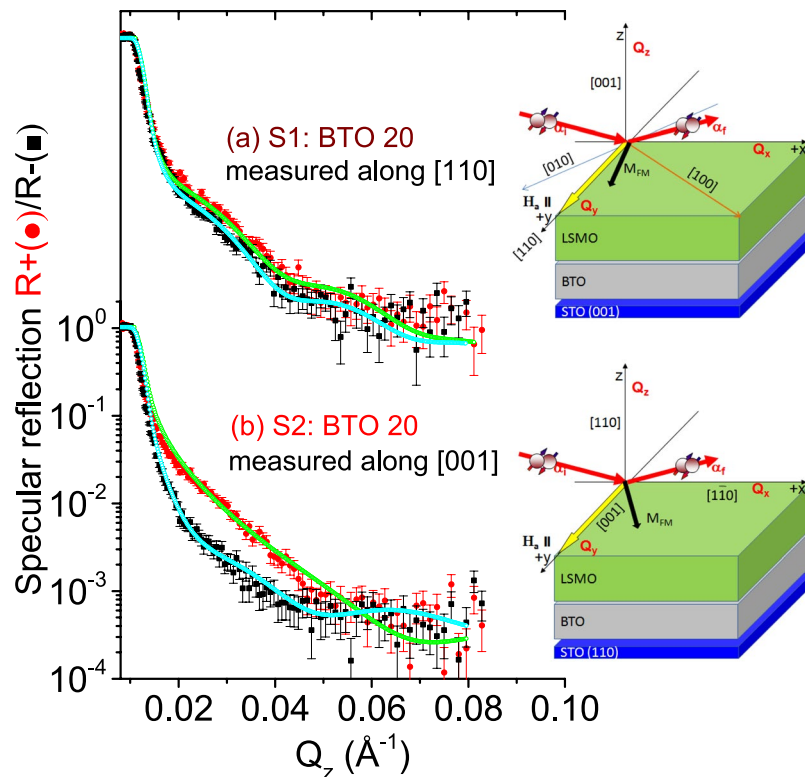 Specular reflection R+(●)/R-(■)
10⁰
10⁻¹
10⁻²
10⁻³
10⁻⁴
(a) S1: BTO 20
measured along [110]
(b) S2: BTO 20
measured along [001]
0.02 0.04 0.06 0.08 0.10
Q_z (Å⁻¹)
z
Q_z
[001]
α_i
α_f
Q_x
+x
[010]
[100]
M_FM
H_a ǁ
+y
Q_y
[110]
LSMO
BTO
STO (001)
z
Q_z
[110]
α_i
α_f
Q_x
+x
[11̄0]
[001]
M_FM
H_a ǁ
+y
Q_y
LSMO
BTO
STO (110)